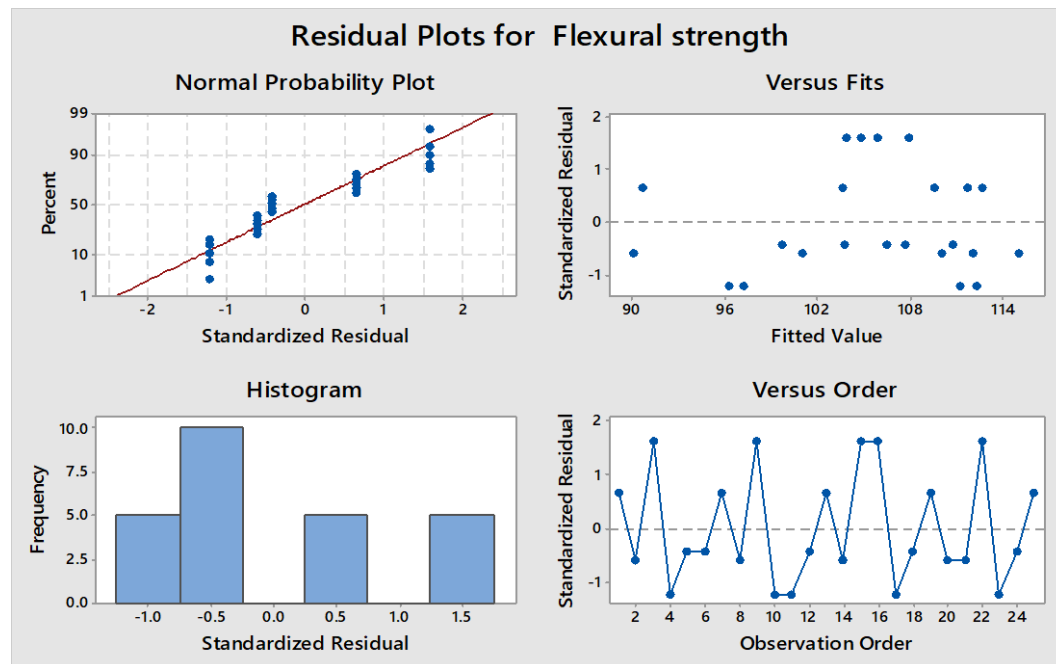 Residual Plots for Flexural strength
Normal Probability Plot
Percent
99
90
50
10
1
-2 -1 0 1 2
Standardized Residual
Versus Fits
Standardized Residual
2
1
0
-1
90 96 102 108 114
Fitted Value
Histogram
Frequency
10.0
7.5
5.0
2.5
0.0
-1.0 -0.5 0.0 0.5 1.0 1.5
Standardized Residual
Versus Order
Standardized Residual
2
1
0
-1
2 4 6 8 10 12 14 16 18 20 22 24
Observation Order